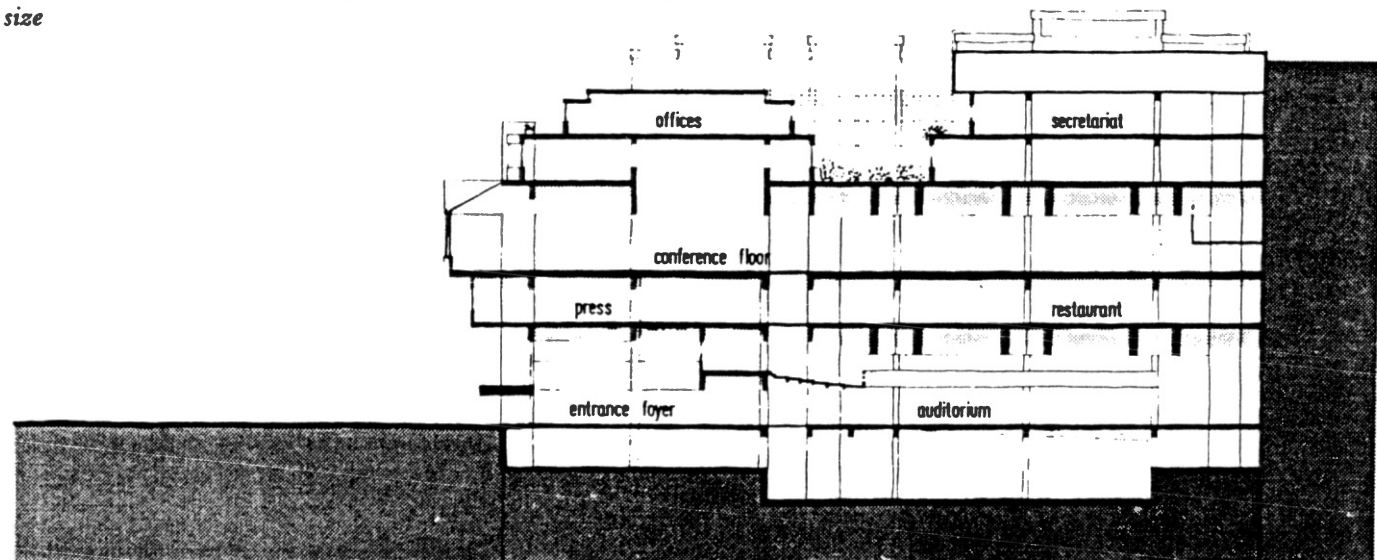 size
offices
secretariat
conference floor
press
restaurant
entrance foyer
auditorium